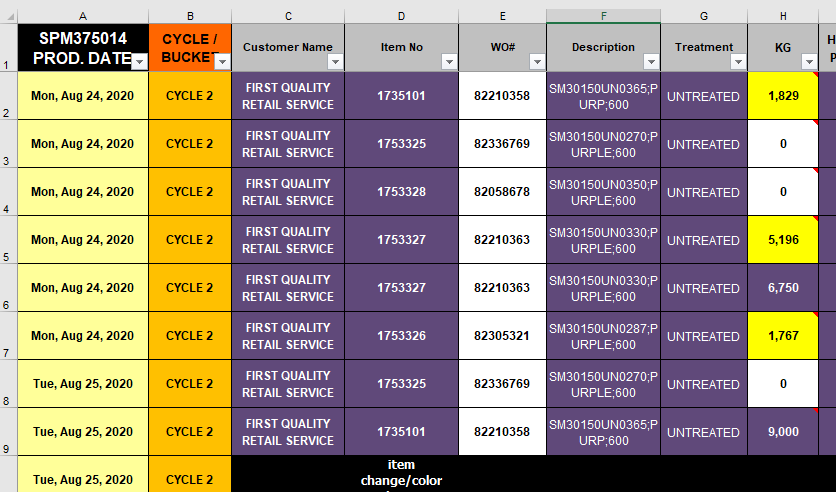 A B C D E F G H
1 SPM375014 PROD. DATE CYCLE / BUCKE Customer Name Item No WO# Description Treatment KG H
2 Mon, Aug 24, 2020 CYCLE 2 FIRST QUALITY RETAIL SERVICE 1735101 82210358 SM30150UN0365;PURP;600 UNTREATED 1,829
3 Mon, Aug 24, 2020 CYCLE 2 FIRST QUALITY RETAIL SERVICE 1753325 82336769 SM30150UN0270;PURPLE;600 UNTREATED 0
4 Mon, Aug 24, 2020 CYCLE 2 FIRST QUALITY RETAIL SERVICE 1753328 82058678 SM30150UN0350;PURPLE;600 UNTREATED 0
5 Mon, Aug 24, 2020 CYCLE 2 FIRST QUALITY RETAIL SERVICE 1753327 82210363 SM30150UN0330;PURPLE;600 UNTREATED 5,196
6 Mon, Aug 24, 2020 CYCLE 2 FIRST QUALITY RETAIL SERVICE 1753327 82210363 SM30150UN0330;PURPLE;600 UNTREATED 6,750
7 Mon, Aug 24, 2020 CYCLE 2 FIRST QUALITY RETAIL SERVICE 1753326 82305321 SM30150UN0287;PURPLE;600 UNTREATED 1,767
8 Tue, Aug 25, 2020 CYCLE 2 FIRST QUALITY RETAIL SERVICE 1753325 82336769 SM30150UN0270;PURPLE;600 UNTREATED 0
9 Tue, Aug 25, 2020 CYCLE 2 FIRST QUALITY RETAIL SERVICE 1735101 82210358 SM30150UN0365;PURP;600 UNTREATED 9,000
Tue, Aug 25, 2020 CYCLE 2 item change/color